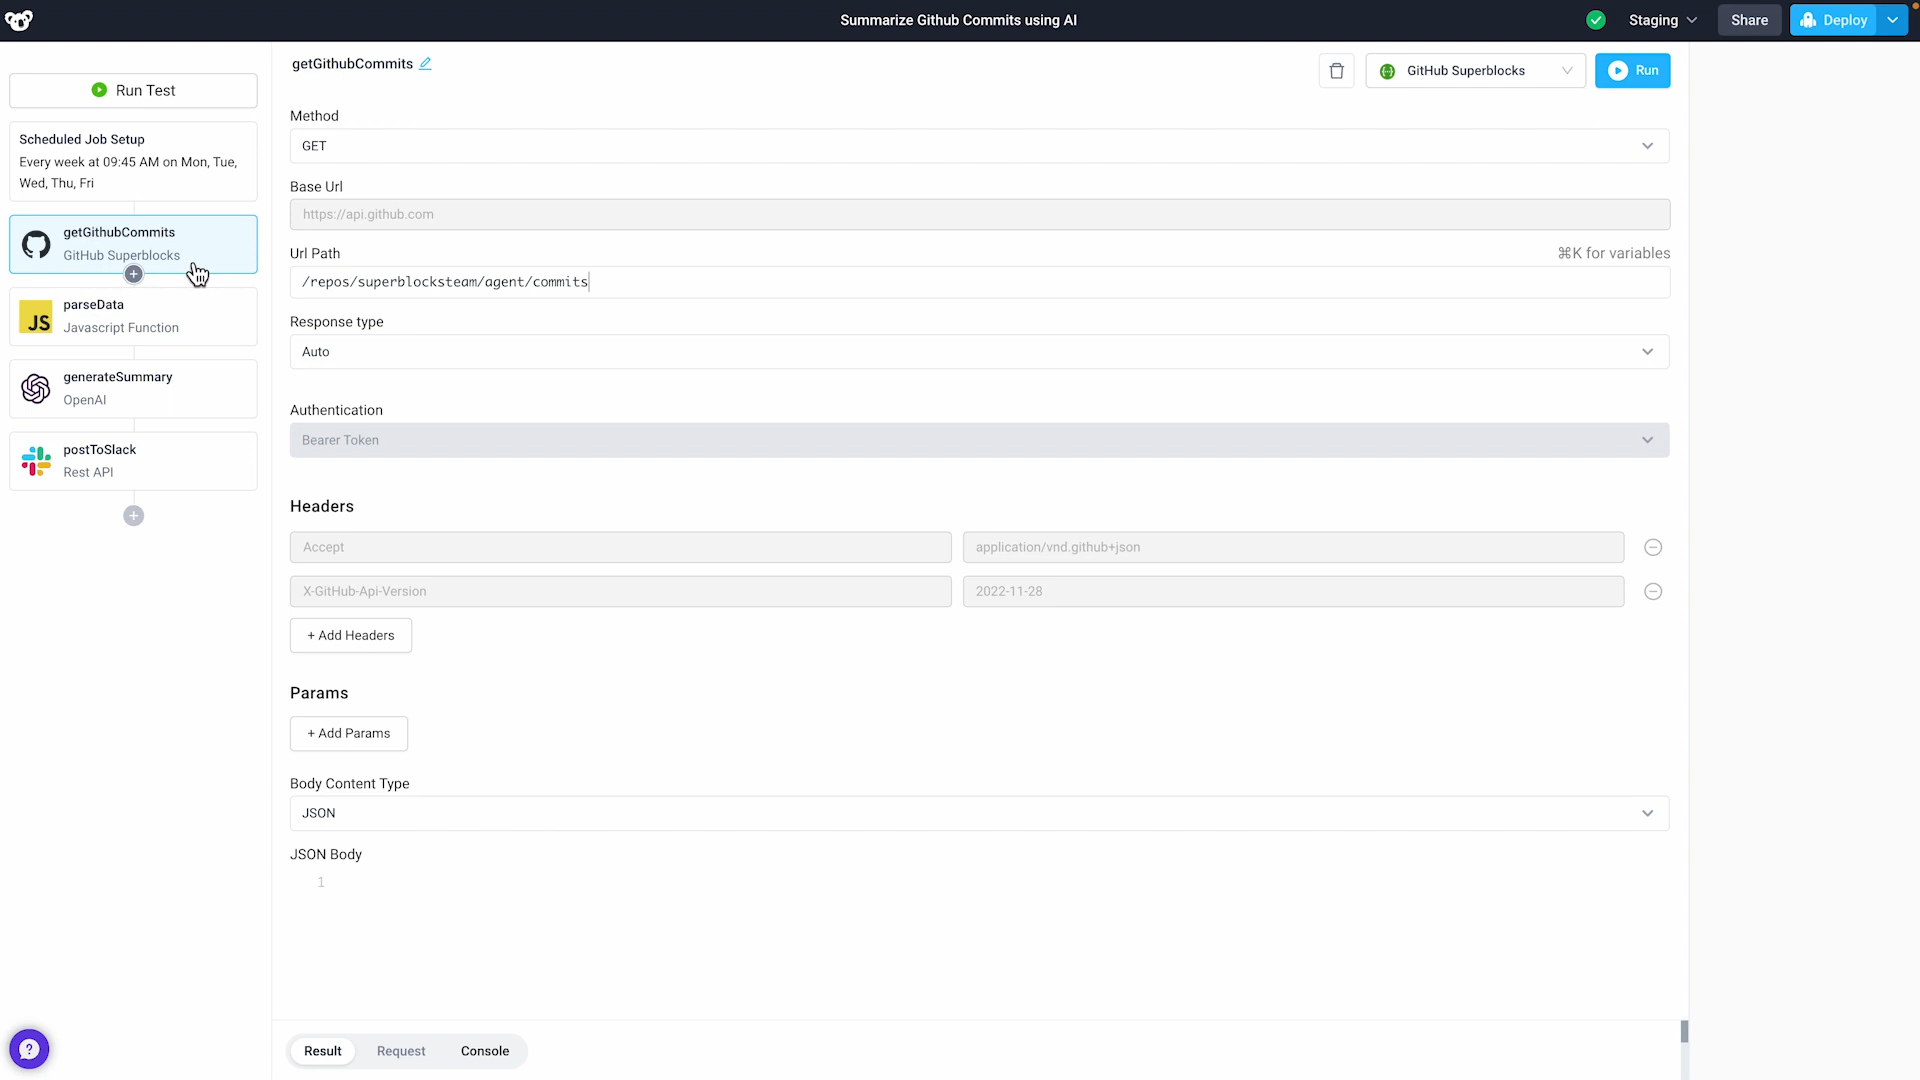 Summarize Github Commits using AI
Staging
Share
Deploy
Run Test
Scheduled Job Setup
Every week at 09:45 AM on Mon, Tue,
Wed, Thu, Fri
getGithubCommits
GitHub Superblocks
parseData
Javascript Function
JS
generateSummary
OpenAI
postToSlack
Rest API
getGithubCommits
GitHub Superblocks
Run
Method
GET
Base Url
https://api.github.com
Url Path
⌘K for variables
/repos/superblocksteam/agent/commits
Response type
Auto
Authentication
Bearer Token
Headers
Accept
application/vnd.github+json
X-GitHub-Api-Version
2022-11-28
+ Add Headers
Params
+ Add Params
Body Content Type
JSON
JSON Body
1
Result
Request
Console